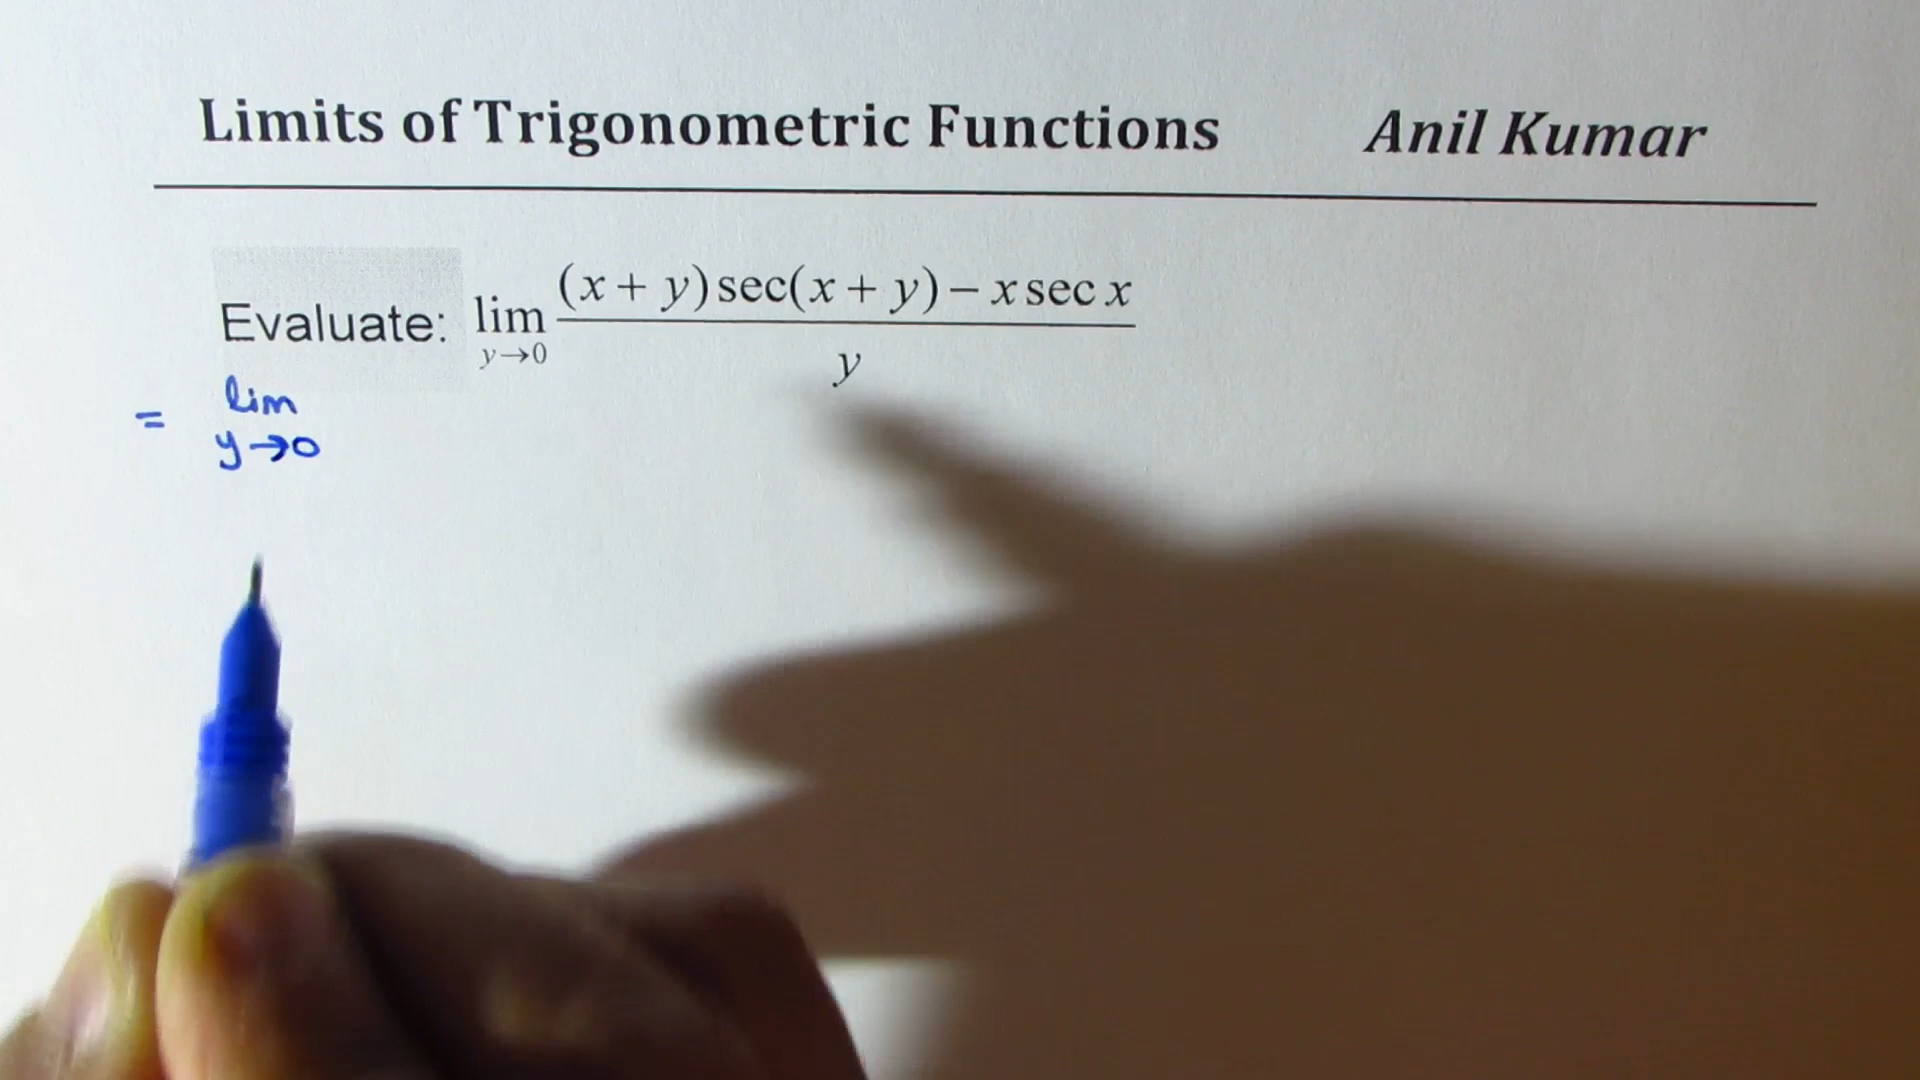 Limits of Trigonometric Functions Anil Kumar
Evaluate: lim y→0 (x + y) sec(x + y) − x sec x / y
= lim
y→0